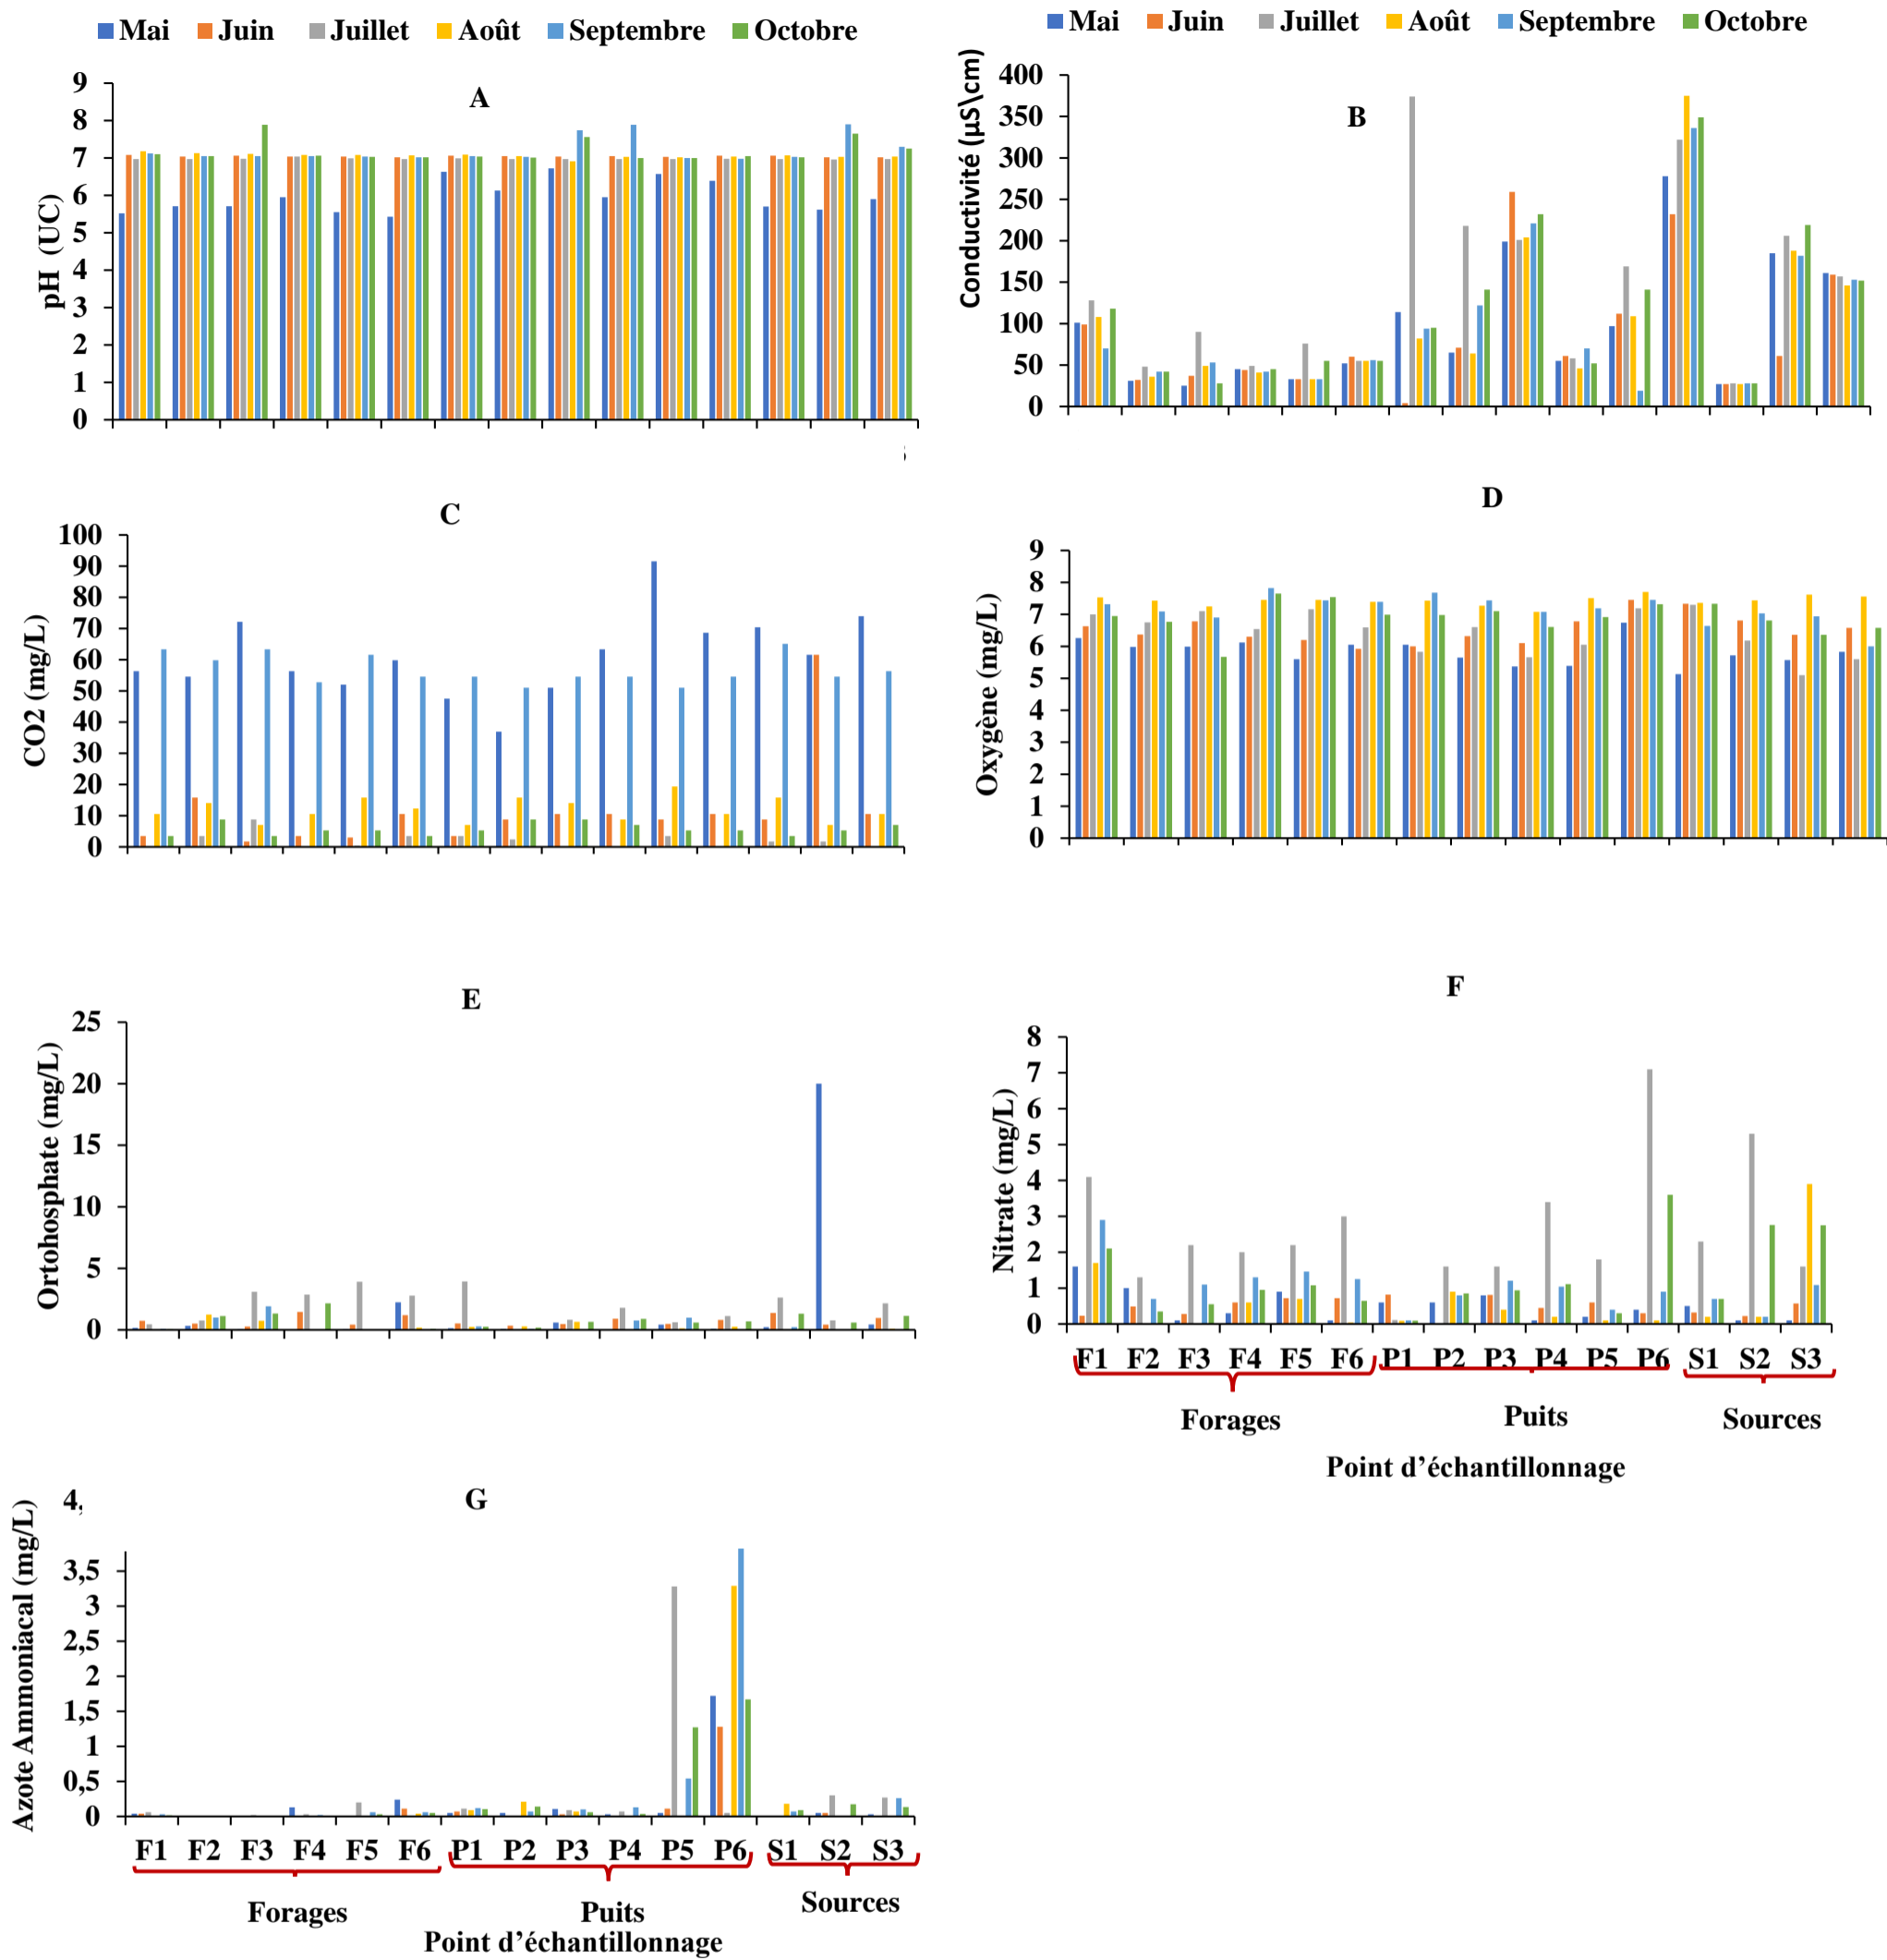 Mai Juin Juillet Août Septembre Octobre
Mai Juin Juillet Août Septembre Octobre
A
pH (UC)
9
8
7
6
5
4
3
2
1
0
B
Conductivité (µS\cm)
400
350
300
250
200
150
100
50
0
C
CO2 (mg/L)
100
90
80
70
60
50
40
30
20
10
0
D
Oxygène (mg/L)
9
8
7
6
5
4
3
2
1
0
E
Ortohosphate (mg/L)
25
20
15
10
5
0
F
Nitrate (mg/L)
8
7
6
5
4
3
2
1
0
F1 F2 F3 F4 F5 F6 P1 P2 P3 P4 P5 P6 S1 S2 S3
Forages Puits Sources
Point d’échantillonnage
G
Azote Ammoniacal (mg/L)
4,
3,5
3
2,5
2
1,5
1
0,5
0
F1 F2 F3 F4 F5 F6 P1 P2 P3 P4 P5 P6 S1 S2 S3
Forages Puits Sources
Point d’échantillonnage